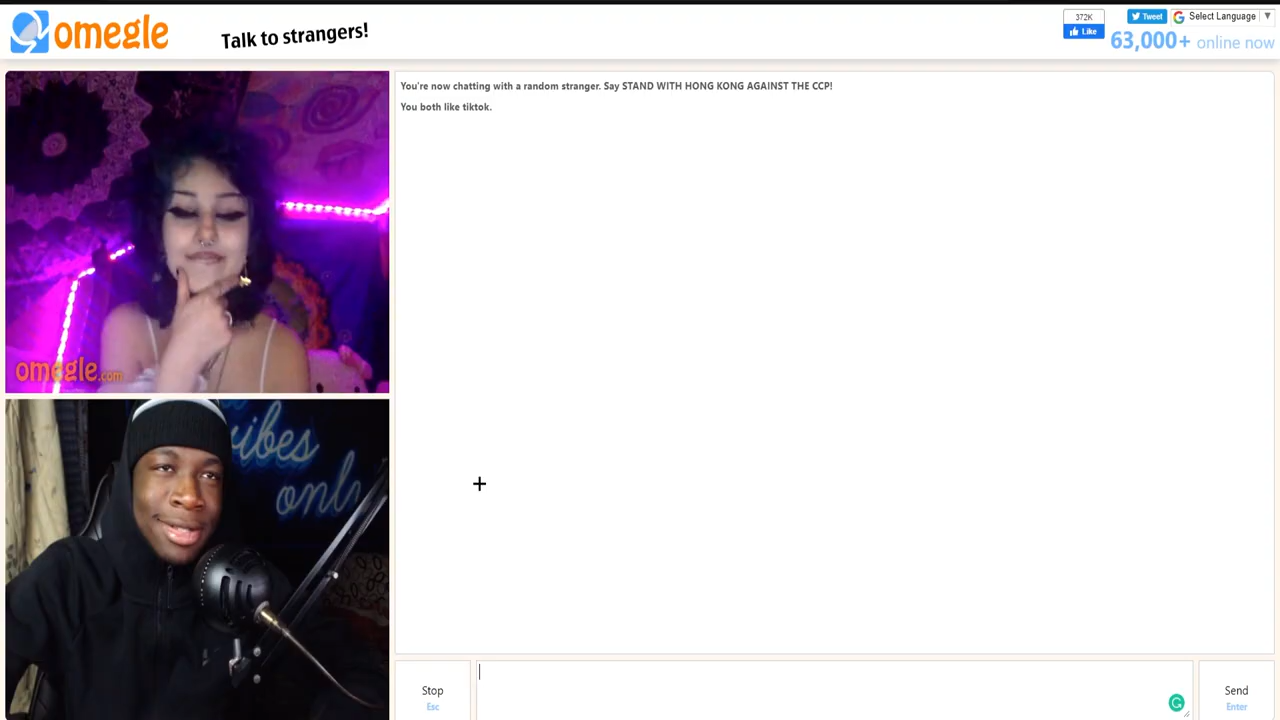 omegle
Talk to strangers!
372K
Like
Tweet
Select Language
63,000+ online now
You're now chatting with a random stranger. Say STAND WITH HONG KONG AGAINST THE CCP!
You both like tiktok.
omegle.com
vibes
only
Stop
Esc
Send
Enter